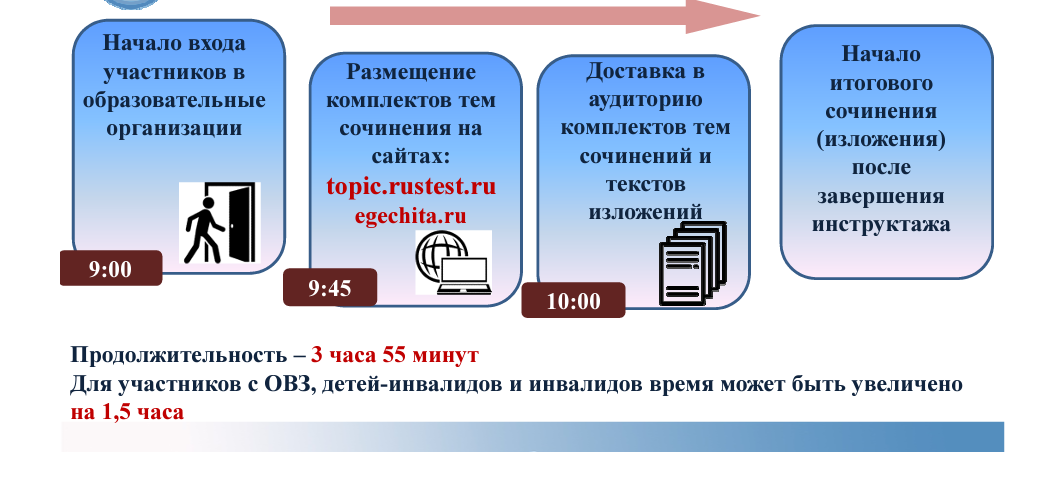 Начало входа
участников в
образовательные
организации
9:00
Размещение
комплектов тем
сочинения на
сайтах:
topic.rustest.ru
egechita.ru
9:45
Доставка в
аудиторию
комплектов тем
сочинений и
текстов
изложений
10:00
Начало
итогового
сочинения
(изложения)
после
завершения
инструктажа
Продолжительность – 3 часа 55 минут
Для участников с ОВЗ, детей-инвалидов и инвалидов время может быть увеличено
на 1,5 часа